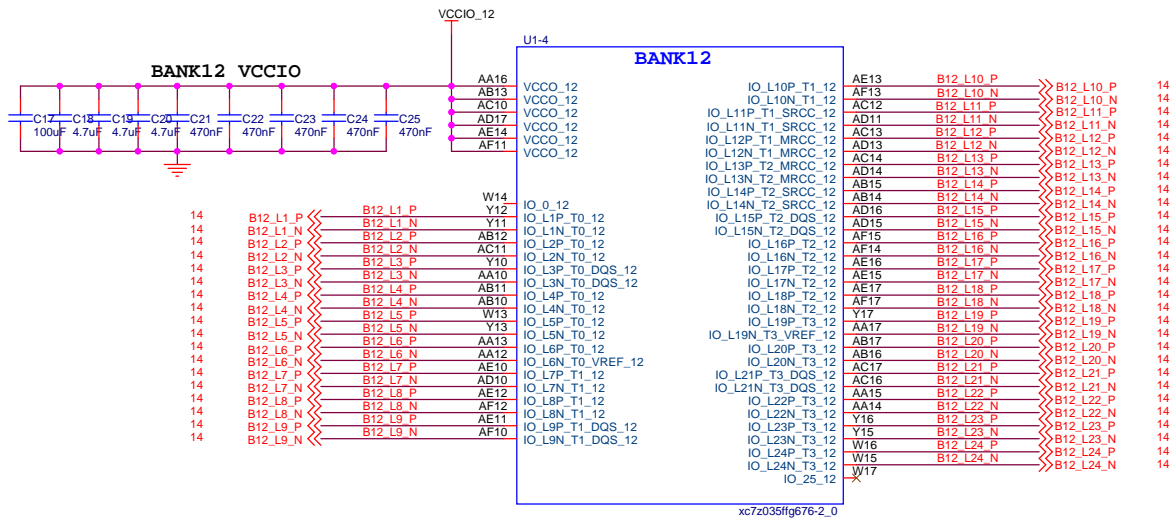 VCCIO_12
U1-4
BANK12
BANK12 VCCIO
C17 C18 C19 C20 C21 C22 C23 C24 C25
100uF 4.7uF 4.7uF 4.7uF 470nF 470nF 470nF 470nF 470nF
AA16 VCCO_12
AB13 VCCO_12
AC10 VCCO_12
AD17 VCCO_12
AE14 VCCO_12
AF11 VCCO_12
W14 IO_0_12
14 B12_L1_P B12_L1_P Y12 IO_L1P_T0_12
14 B12_L1_N B12_L1_N Y11 IO_L1N_T0_12
14 B12_L2_P B12_L2_P AB12 IO_L2P_T0_12
14 B12_L2_N B12_L2_N AC11 IO_L2N_T0_12
14 B12_L3_P B12_L3_P Y10 IO_L3P_T0_DQS_12
14 B12_L3_N B12_L3_N AA10 IO_L3N_T0_DQS_12
14 B12_L4_P B12_L4_P AB11 IO_L4P_T0_12
14 B12_L4_N B12_L4_N AB10 IO_L4N_T0_12
14 B12_L5_P B12_L5_P W13 IO_L5P_T0_12
14 B12_L5_N B12_L5_N Y13 IO_L5N_T0_12
14 B12_L6_P B12_L6_P AA13 IO_L6P_T0_12
14 B12_L6_N B12_L6_N AA12 IO_L6N_T0_VREF_12
14 B12_L7_P B12_L7_P AE10 IO_L7P_T1_12
14 B12_L7_N B12_L7_N AD10 IO_L7N_T1_12
14 B12_L8_P B12_L8_P AE12 IO_L8P_T1_12
14 B12_L8_N B12_L8_N AF12 IO_L8N_T1_12
14 B12_L9_P B12_L9_P AE11 IO_L9P_T1_DQS_12
14 B12_L9_N B12_L9_N AF10 IO_L9N_T1_DQS_12
IO_L10P_T1_12 AE13 B12_L10_P B12_L10_P 14
IO_L10N_T1_12 AF13 B12_L10_N B12_L10_N 14
IO_L11P_T1_SRCC_12 AC12 B12_L11_P B12_L11_P 14
IO_L11N_T1_SRCC_12 AD11 B12_L11_N B12_L11_N 14
IO_L12P_T1_MRCC_12 AC13 B12_L12_P B12_L12_P 14
IO_L12N_T1_MRCC_12 AD13 B12_L12_N B12_L12_N 14
IO_L13P_T2_MRCC_12 AC14 B12_L13_P B12_L13_P 14
IO_L13N_T2_MRCC_12 AD14 B12_L13_N B12_L13_N 14
IO_L14P_T2_SRCC_12 AB15 B12_L14_P B12_L14_P 14
IO_L14N_T2_SRCC_12 AB14 B12_L14_N B12_L14_N 14
IO_L15P_T2_DQS_12 AD16 B12_L15_P B12_L15_P 14
IO_L15N_T2_DQS_12 AD15 B12_L15_N B12_L15_N 14
IO_L16P_T2_12 AF15 B12_L16_P B12_L16_P 14
IO_L16N_T2_12 AF14 B12_L16_N B12_L16_N 14
IO_L17P_T2_12 AE16 B12_L17_P B12_L17_P 14
IO_L17N_T2_12 AE15 B12_L17_N B12_L17_N 14
IO_L18P_T2_12 AE17 B12_L18_P B12_L18_P 14
IO_L18N_T2_12 AF17 B12_L18_N B12_L18_N 14
IO_L19P_T3_12 Y17 B12_L19_P B12_L19_P 14
IO_L19N_T3_VREF_12 AA17 B12_L19_N B12_L19_N 14
IO_L20P_T3_12 AB17 B12_L20_P B12_L20_P 14
IO_L20N_T3_12 AB16 B12_L20_N B12_L20_N 14
IO_L21P_T3_DQS_12 AC17 B12_L21_P B12_L21_P 14
IO_L21N_T3_DQS_12 AC16 B12_L21_N B12_L21_N 14
IO_L22P_T3_12 AA15 B12_L22_P B12_L22_P 14
IO_L22N_T3_12 AA14 B12_L22_N B12_L22_N 14
IO_L23P_T3_12 Y16 B12_L23_P B12_L23_P 14
IO_L23N_T3_12 Y15 B12_L23_N B12_L23_N 14
IO_L24P_T3_12 W16 B12_L24_P B12_L24_P 14
IO_L24N_T3_12 W15 B12_L24_N B12_L24_N 14
IO_25_12 W17
xc7z035ffg676-2_0